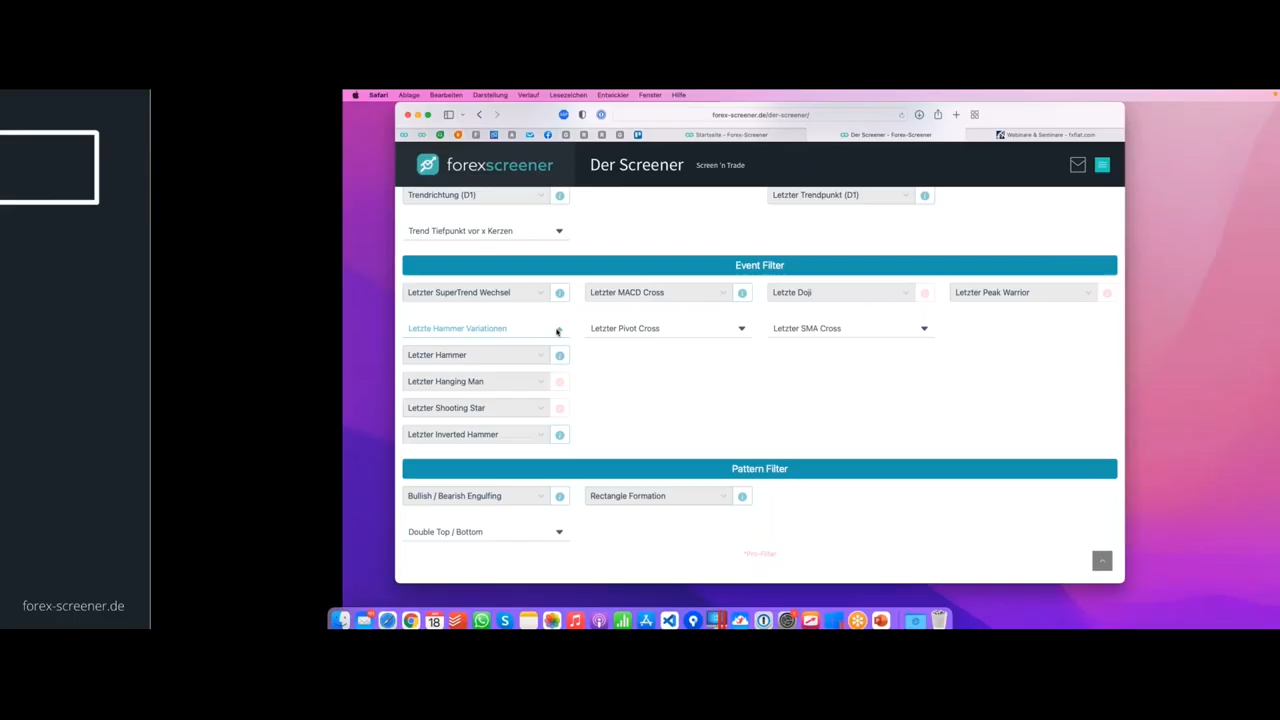 Safari Ablage Bearbeiten Darstellung Verlauf Lesezeichen Entwickler Fenster Hilfe
forex-screener.de/der-screener/
Startseite - Forex-Screener
Der Screener - Forex-Screener
Webinare & Seminare - fxflat.com
forexscreener
Der Screener
Screen 'n Trade
Trendrichtung (D1)
Letzter Trendpunkt (D1)
Trend Tiefpunkt vor x Kerzen
Event Filter
Letzter SuperTrend Wechsel
Letzter MACD Cross
Letzte Doji
Letzter Peak Warrior
Letzte Hammer Variationen
Letzter Pivot Cross
Letzter SMA Cross
Letzter Hammer
Letzter Hanging Man
Letzter Shooting Star
Letzter Inverted Hammer
Pattern Filter
Bullish / Bearish Engulfing
Rectangle Formation
Double Top / Bottom
*Pro-Filter
18
forex-screener.de